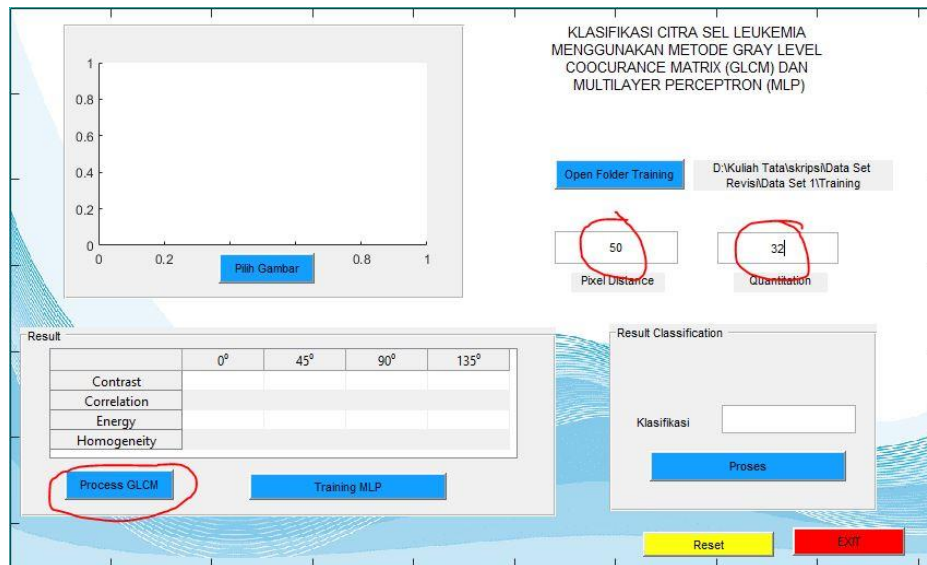 KLASIFIKASI CITRA SEL LEUKEMIA
MENGGUNAKAN METODE GRAY LEVEL
COOCURANCE MATRIX (GLCM) DAN
MULTILAYER PERCEPTRON (MLP)
1
0.8
0.6
0.4
0.2
0
0 0.2 0.8 1
Pilih Gambar
Open Folder Training
D:\Kuliah Tata\skripsi\Data Set
Revisi\Data Set 1\Training
50
32
Pixel Distance
Quantitation
Result
0° 45° 90° 135°
Contrast
Correlation
Energy
Homogeneity
Process GLCM
Training MLP
Result Classification
Klasifikasi
Proses
Reset
EXIT